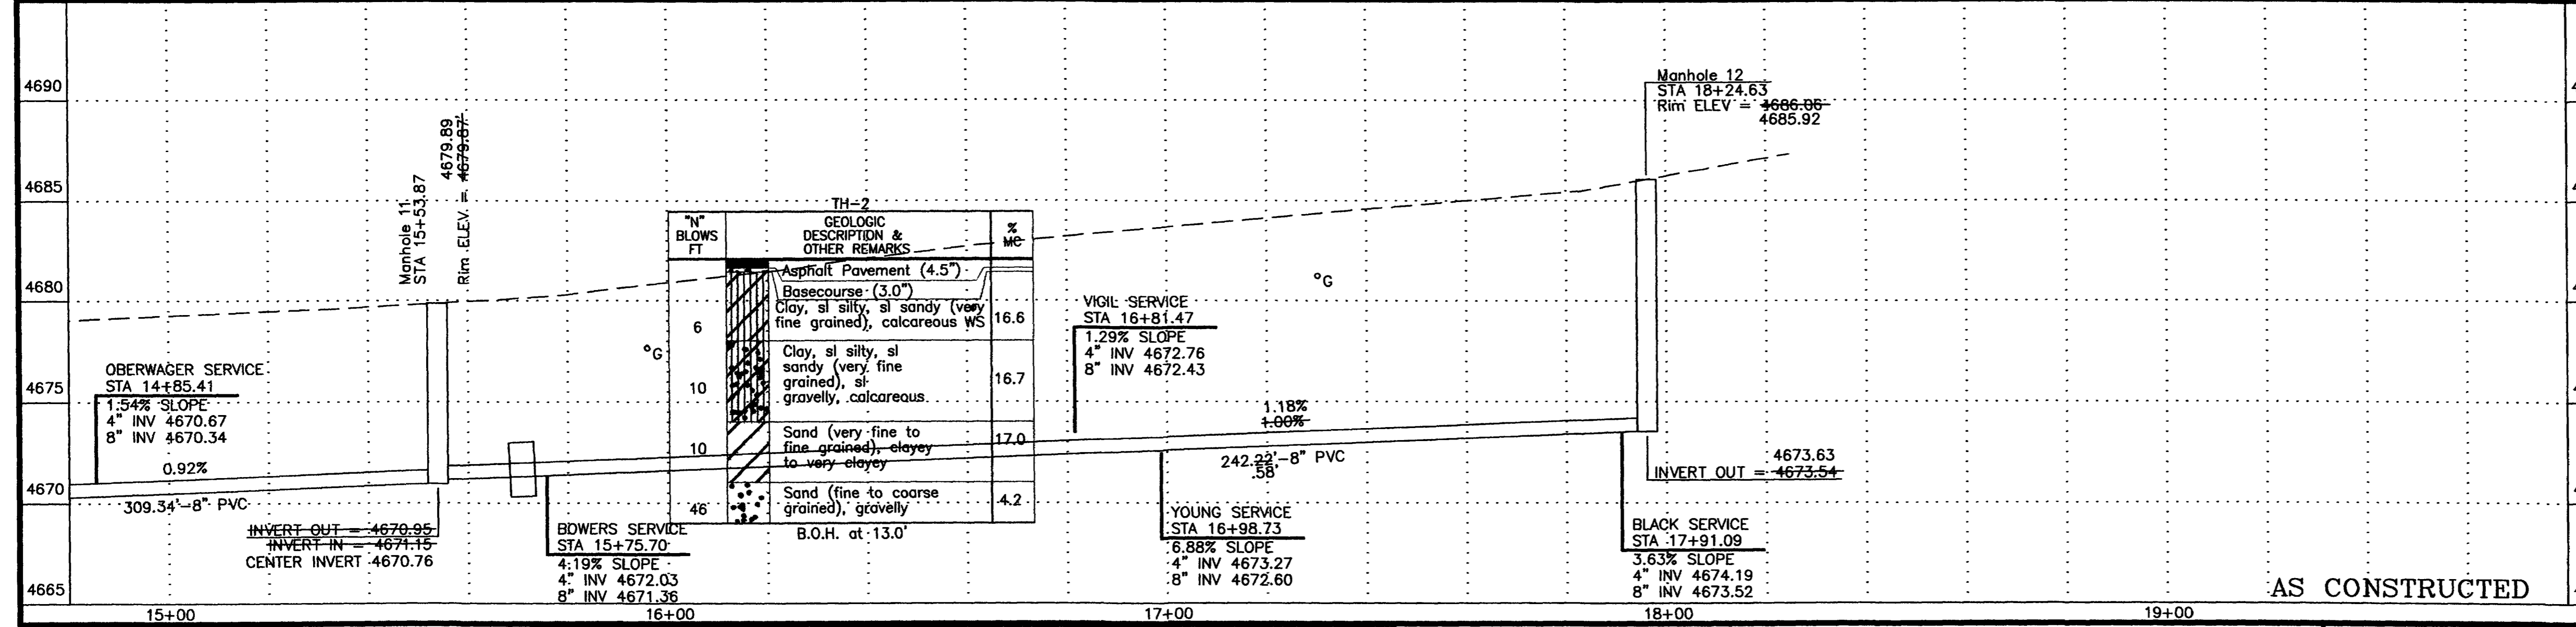 4690
4685
4680
4675
4670
4665
Manhole 11
STA 15+53.87
4679.89
Rim ELEV. = 4679.87'
OBERWAGER SERVICE
STA 14+85.41
1.54% SLOPE
4" INV 4670.67
8" INV 4670.34
0.92%
309.34'-8" PVC
INVERT OUT = 4670.95
INVERT IN = 4671.15
CENTER INVERT 4670.76
BOWERS SERVICE
STA 15+75.70
4.19% SLOPE
4" INV 4672.03
8" INV 4671.36
°G
TH-2
"N"
BLOWS
FT
GEOLOGIC
DESCRIPTION &
OTHER REMARKS
%
MC
Asphalt Pavement (4.5")
Basecourse (3.0")
Clay, sl silty, sl sandy (very
fine grained), calcareous WS
6
16.6
Clay, sl silty, sl
sandy (very fine
grained), sl
gravelly, calcareous
10
16.7
Sand (very fine to
fine grained), clayey
to very clayey
10
17.0
Sand (fine to coarse
grained), gravelly
46
4.2
B.O.H. at 13.0'
VIGIL SERVICE
STA 16+81.47
1.29% SLOPE
4" INV 4672.76
8" INV 4672.43
°G
1.18%
1.00%
242.22'-8" PVC
.58'
YOUNG SERVICE
STA 16+98.73
6.88% SLOPE
4" INV 4673.27
8" INV 4672.60
Manhole 12
STA 18+24.63
Rim ELEV = 4686.06
4685.92
4673.63
INVERT OUT = 4673.54
BLACK SERVICE
STA 17+91.09
3.63% SLOPE
4" INV 4674.19
8" INV 4673.52
AS CONSTRUCTED
15+00
16+00
17+00
18+00
19+00